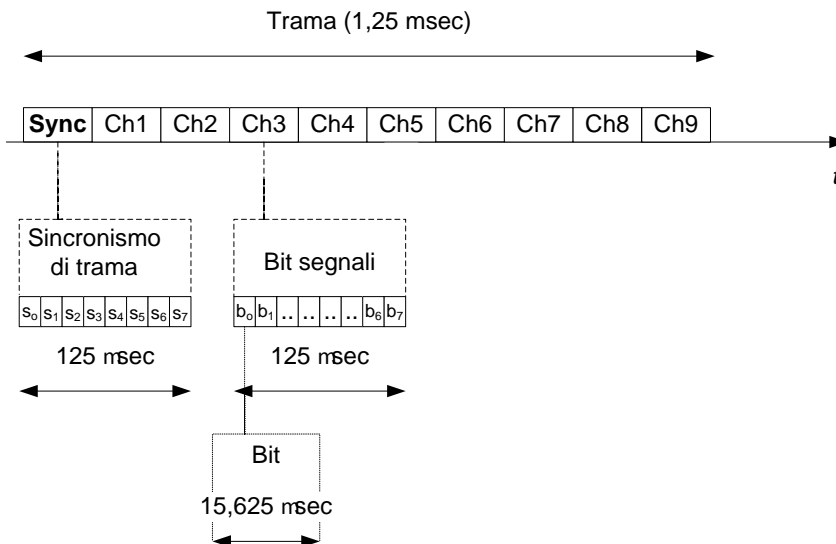 Trama (1,25 msec)
Sync Ch1 Ch2 Ch3 Ch4 Ch5 Ch6 Ch7 Ch8 Ch9
t
Sincronismo
di trama
Bit segnali
s₀ s₁ s₂ s₃ s₄ s₅ s₆ s₇
b₀ b₁ .. .. .. .. b₆ b₇
125 msec
125 msec
Bit
15,625 msec